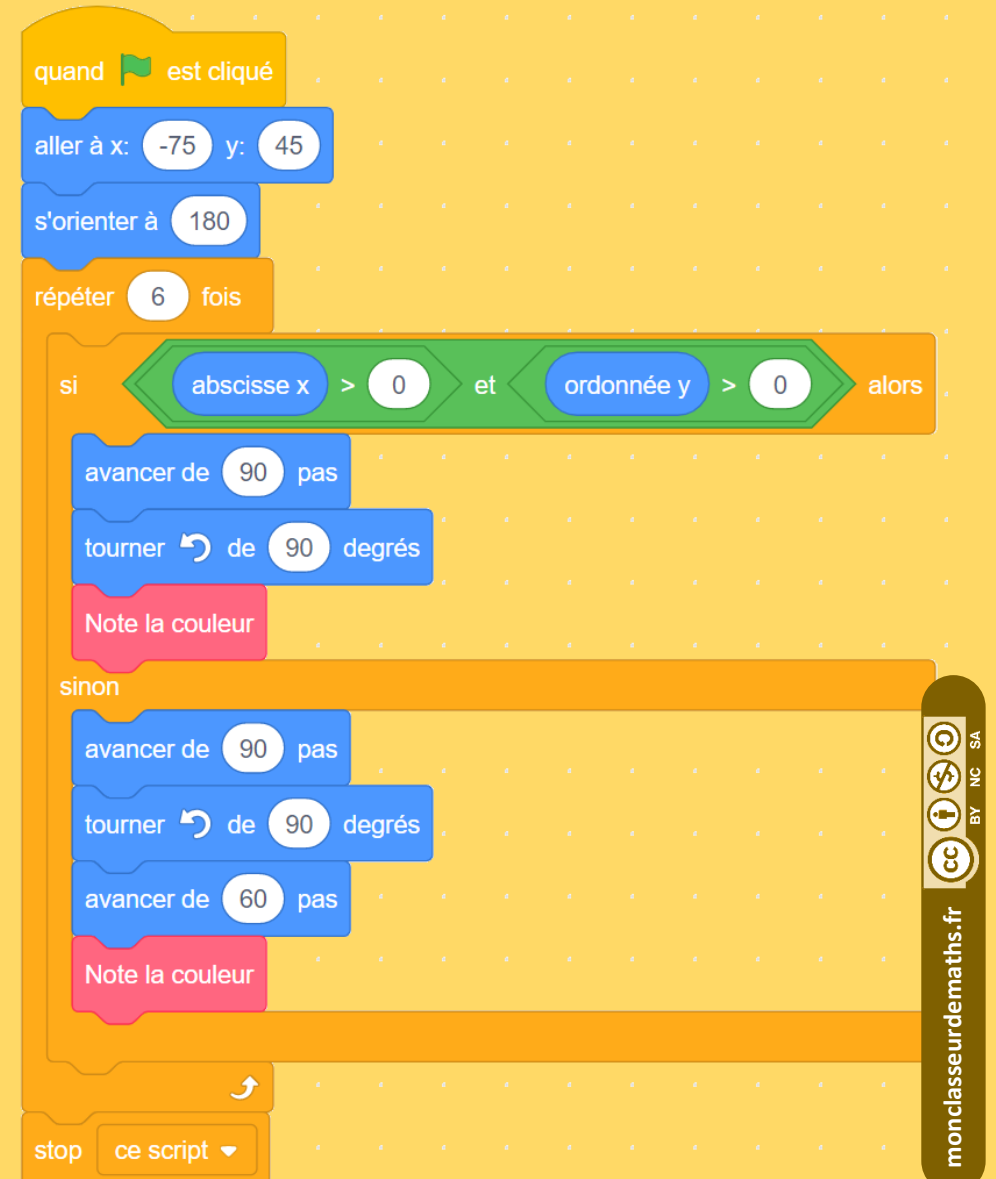 quand est cliqué
aller à x: -75 y: 45
s'orienter à 180
répéter 6 fois
si abscisse x > 0 et ordonnée y > 0 alors
avancer de 90 pas
tourner de 90 degrés
Note la couleur
sinon
avancer de 90 pas
tourner de 90 degrés
avancer de 60 pas
Note la couleur
stop ce script
cc BY NC SA
monclasseurdemaths.fr